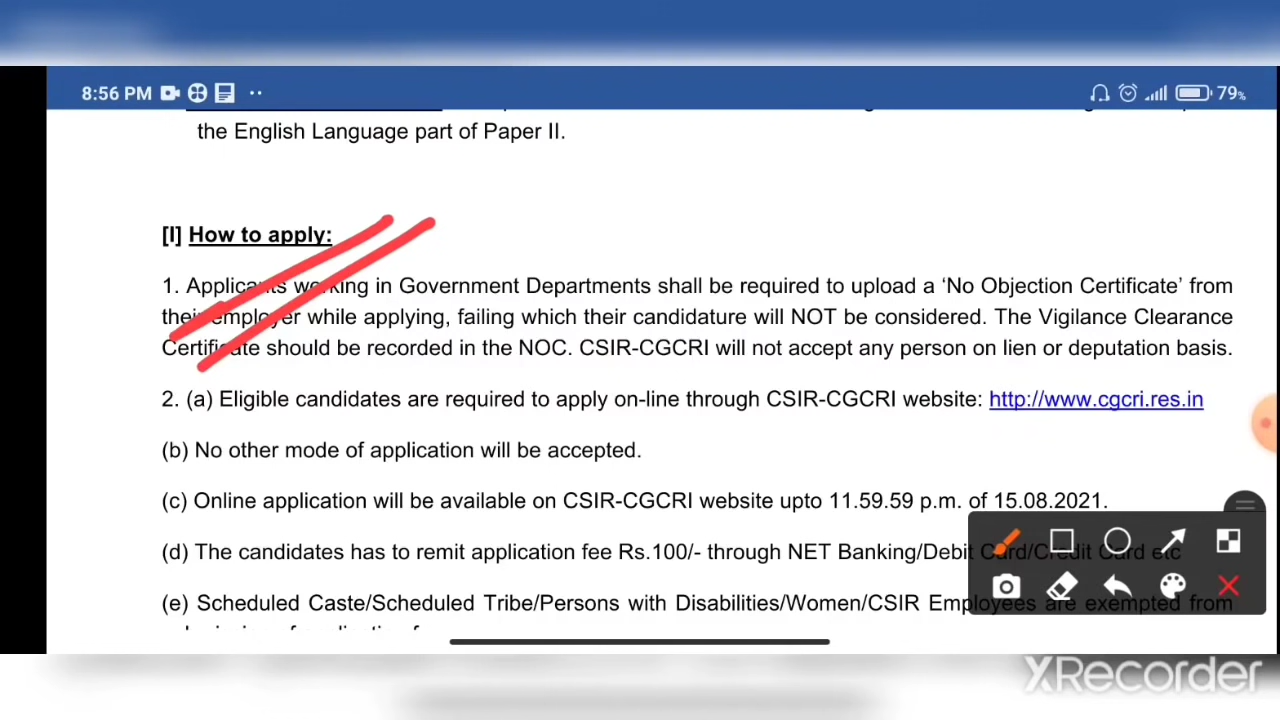 8:56 PM
79%
the English Language part of Paper II.
[I] How to apply:
1. Applicants working in Government Departments shall be required to upload a ‘No Objection Certificate’ from
their employer while applying, failing which their candidature will NOT be considered. The Vigilance Clearance
Certificate should be recorded in the NOC. CSIR-CGCRI will not accept any person on lien or deputation basis.
2. (a) Eligible candidates are required to apply on-line through CSIR-CGCRI website: http://www.cgcri.res.in
(b) No other mode of application will be accepted.
(c) Online application will be available on CSIR-CGCRI website upto 11.59.59 p.m. of 15.08.2021.
(d) The candidates has to remit application fee Rs.100/- through NET Banking/Debit Card/Credit Card etc
(e) Scheduled Caste/Scheduled Tribe/Persons with Disabilities/Women/CSIR Employees are exempted from
XRecorder